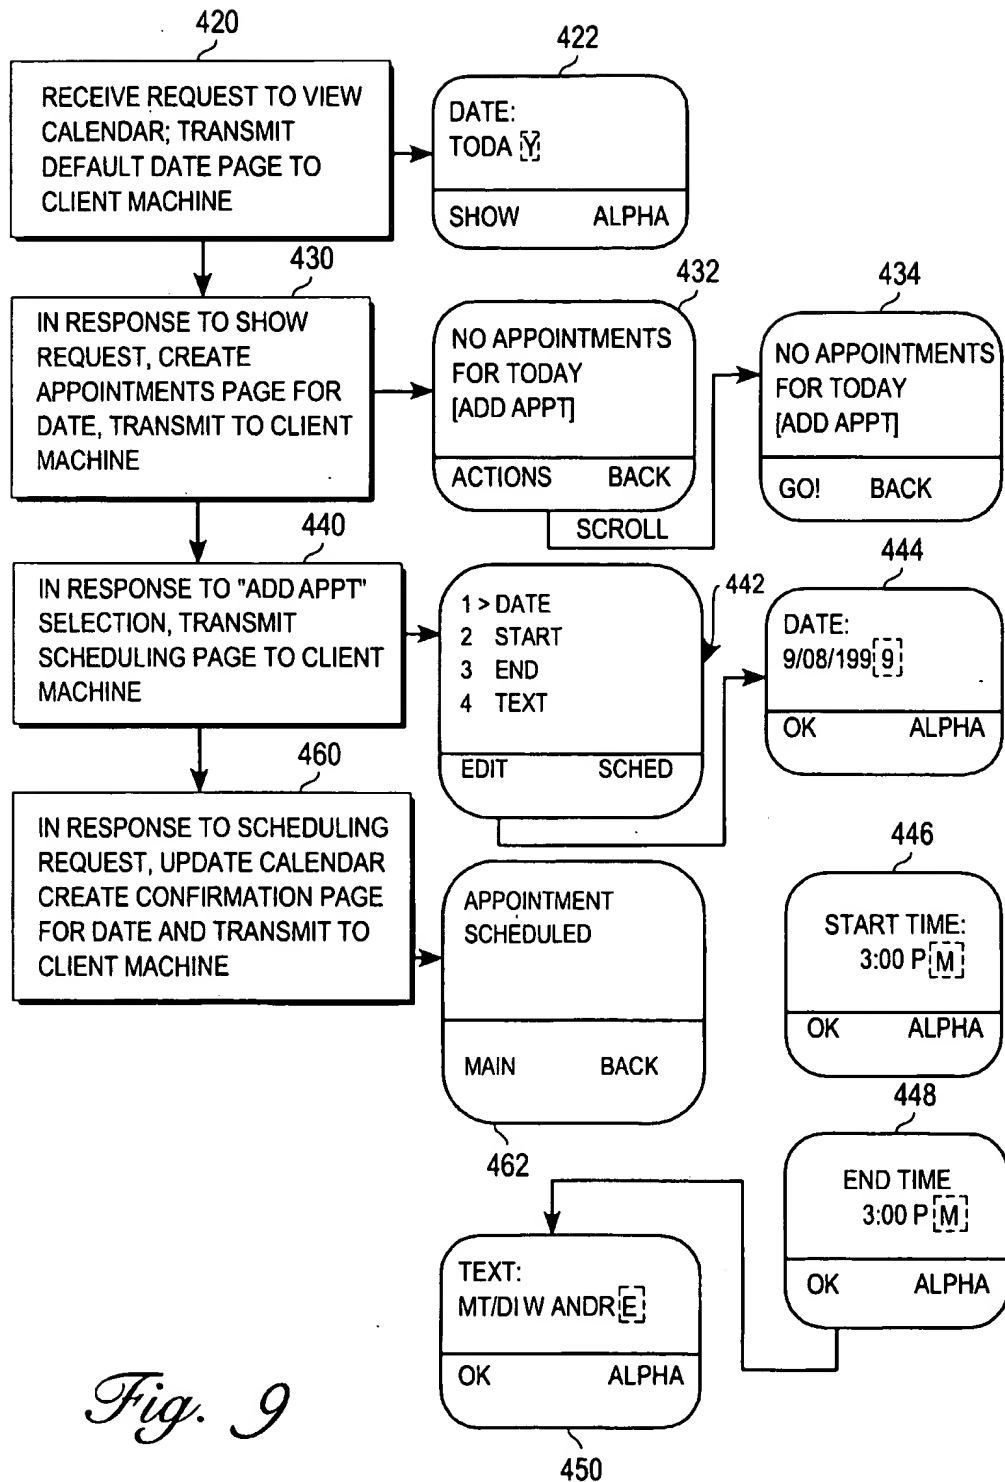 420
RECEIVE REQUEST TO VIEW
CALENDAR; TRANSMIT
DEFAULT DATE PAGE TO
CLIENT MACHINE
422
DATE:
TODA Y
SHOW ALPHA
430
IN RESPONSE TO SHOW
REQUEST, CREATE
APPOINTMENTS PAGE FOR
DATE, TRANSMIT TO CLIENT
MACHINE
432
NO APPOINTMENTS
FOR TODAY
[ADD APPT]
ACTIONS BACK
SCROLL
434
NO APPOINTMENTS
FOR TODAY
[ADD APPT]
GO! BACK
440
IN RESPONSE TO "ADD APPT"
SELECTION, TRANSMIT
SCHEDULING PAGE TO CLIENT
MACHINE
442
1 > DATE
2 START
3 END
4 TEXT
EDIT SCHED
444
DATE:
9/08/199 9
OK ALPHA
460
IN RESPONSE TO SCHEDULING
REQUEST, UPDATE CALENDAR
CREATE CONFIRMATION PAGE
FOR DATE AND TRANSMIT TO
CLIENT MACHINE
APPOINTMENT
SCHEDULED
MAIN BACK
462
446
START TIME:
3:00 P M
OK ALPHA
448
END TIME
3:00 P M
OK ALPHA
TEXT:
MT/DI W ANDR E
OK ALPHA
450
Fig. 9